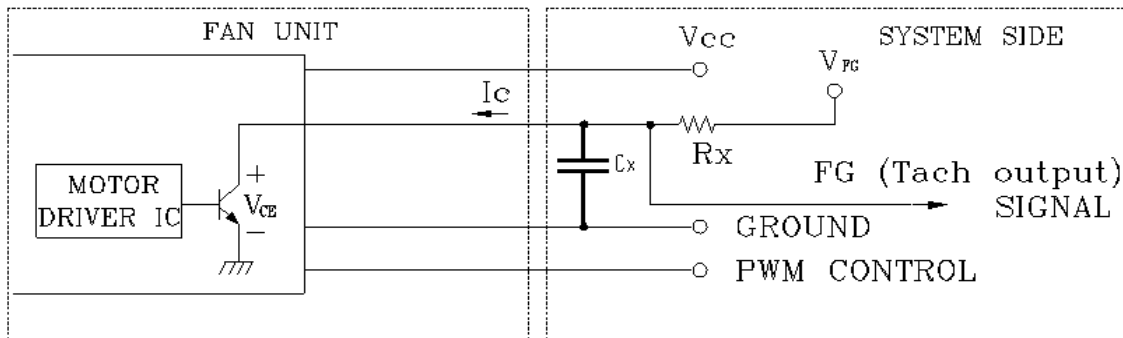 FAN UNIT
Vcc
SYSTEM SIDE
VFG
Ic
Rx
Cx
MOTOR
DRIVER IC
+
VCE
−
FG (Tach output)
SIGNAL
GROUND
PWM CONTROL